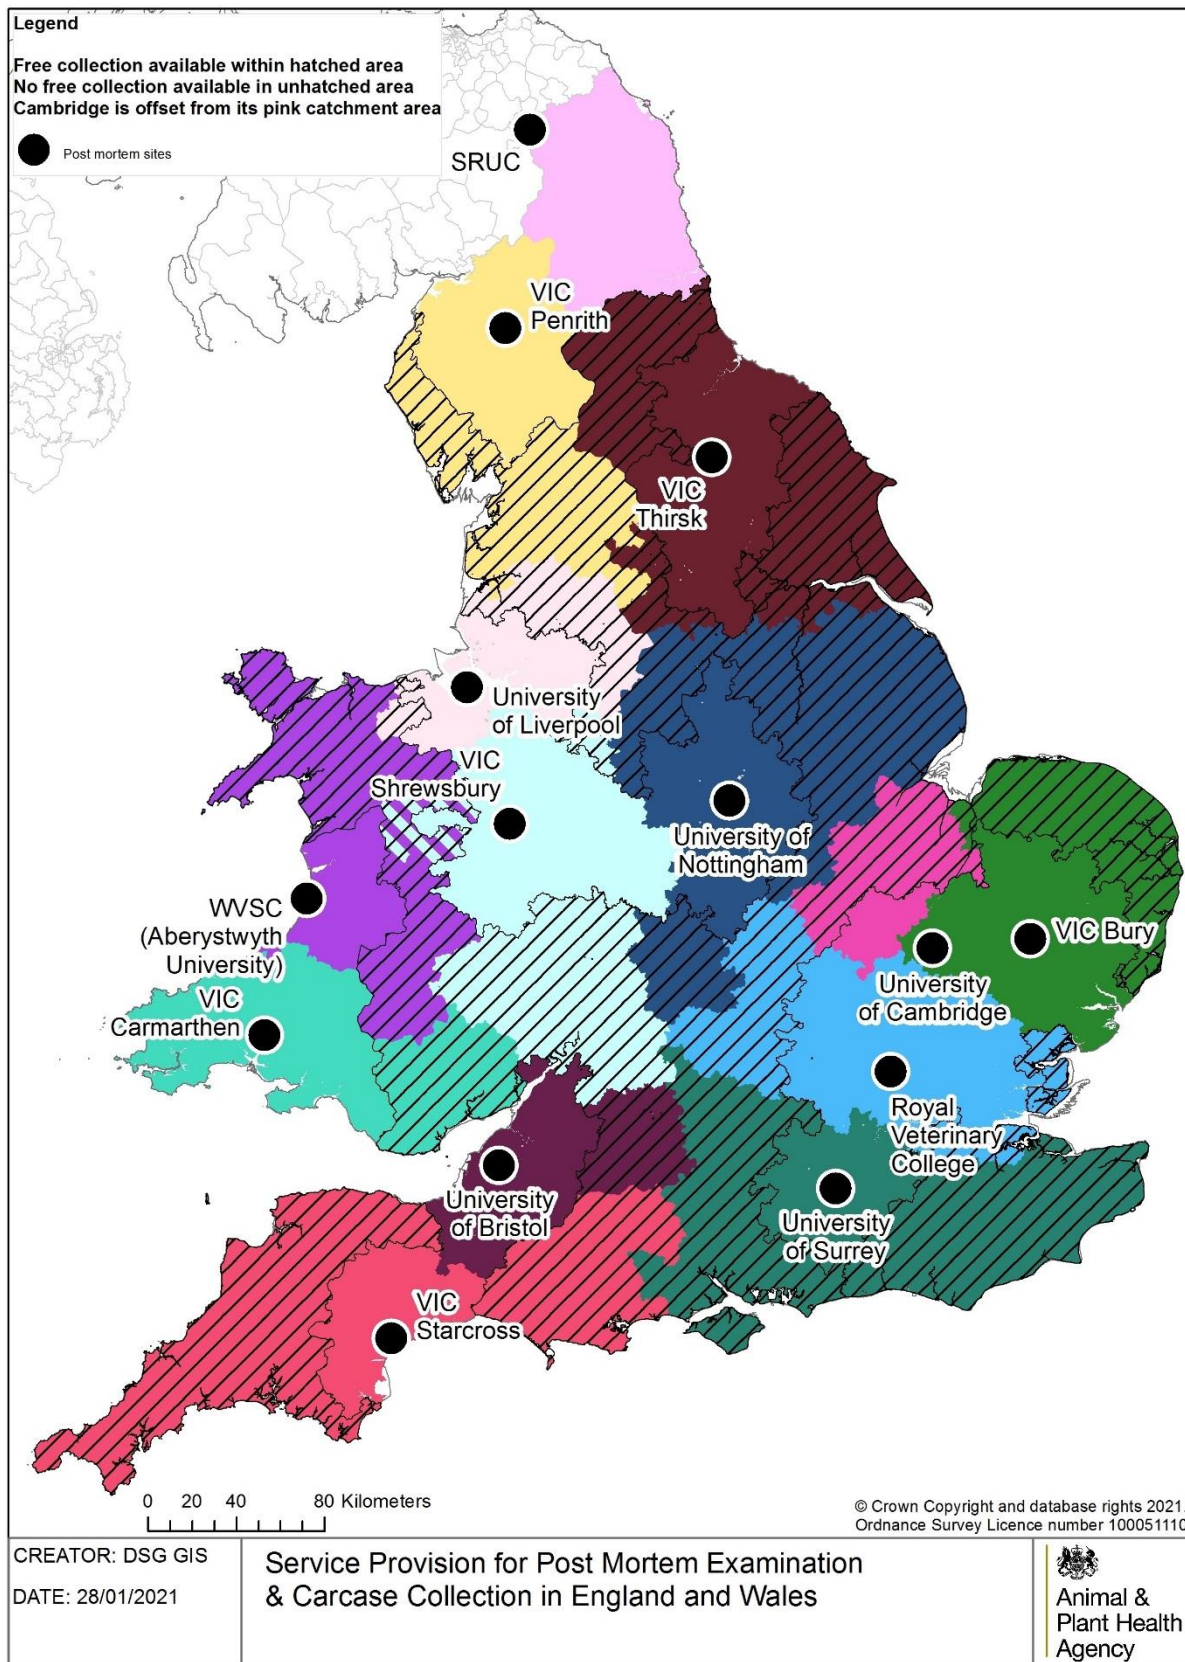 Legend
Free collection available within hatched area
No free collection available in unhatched area
Cambridge is offset from its pink catchment area
Post mortem sites
SRUC
VIC
Penrith
VIC
Thirsk
University
of Liverpool
VIC
Shrewsbury
University of
Nottingham
WVSC
(Aberystwyth
University)
VIC Bury
University
of Cambridge
VIC
Carmarthen
Royal
Veterinary
College
University
of Bristol
University
of Surrey
VIC
Starcross
0 20 40 80 Kilometers
© Crown Copyright and database rights 2021.
Ordnance Survey Licence number 100051110
CREATOR: DSG GIS
DATE: 28/01/2021
Service Provision for Post Mortem Examination
& Carcase Collection in England and Wales
Animal &
Plant Health
Agency